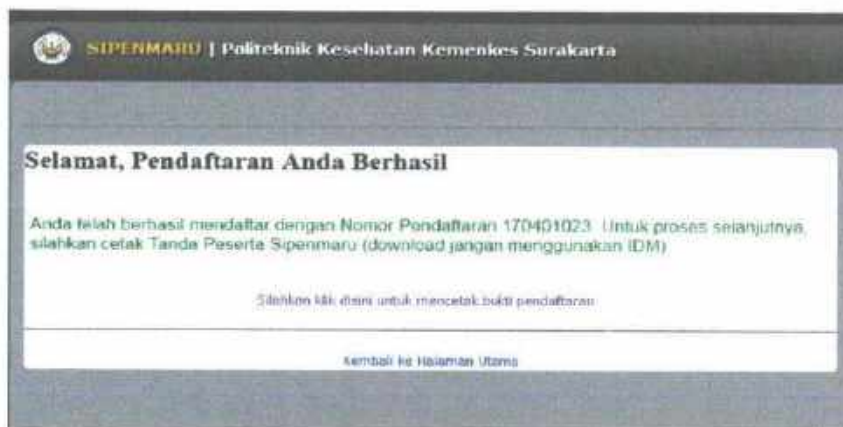 SIPENMARU | Politeknik Kesehatan Kemenkes Surakarta
Selamat, Pendaftaran Anda Berhasil
Anda telah berhasil mendaftar dengan Nomor Pendaftaran 170401023. Untuk proses selanjutnya,
silahkan cetak Tanda Peserta Sipenmaru (download jangan menggunakan IDM)
Silahkan klik disini untuk mencetak bukti pendaftaran
Kembali ke Halaman Utama